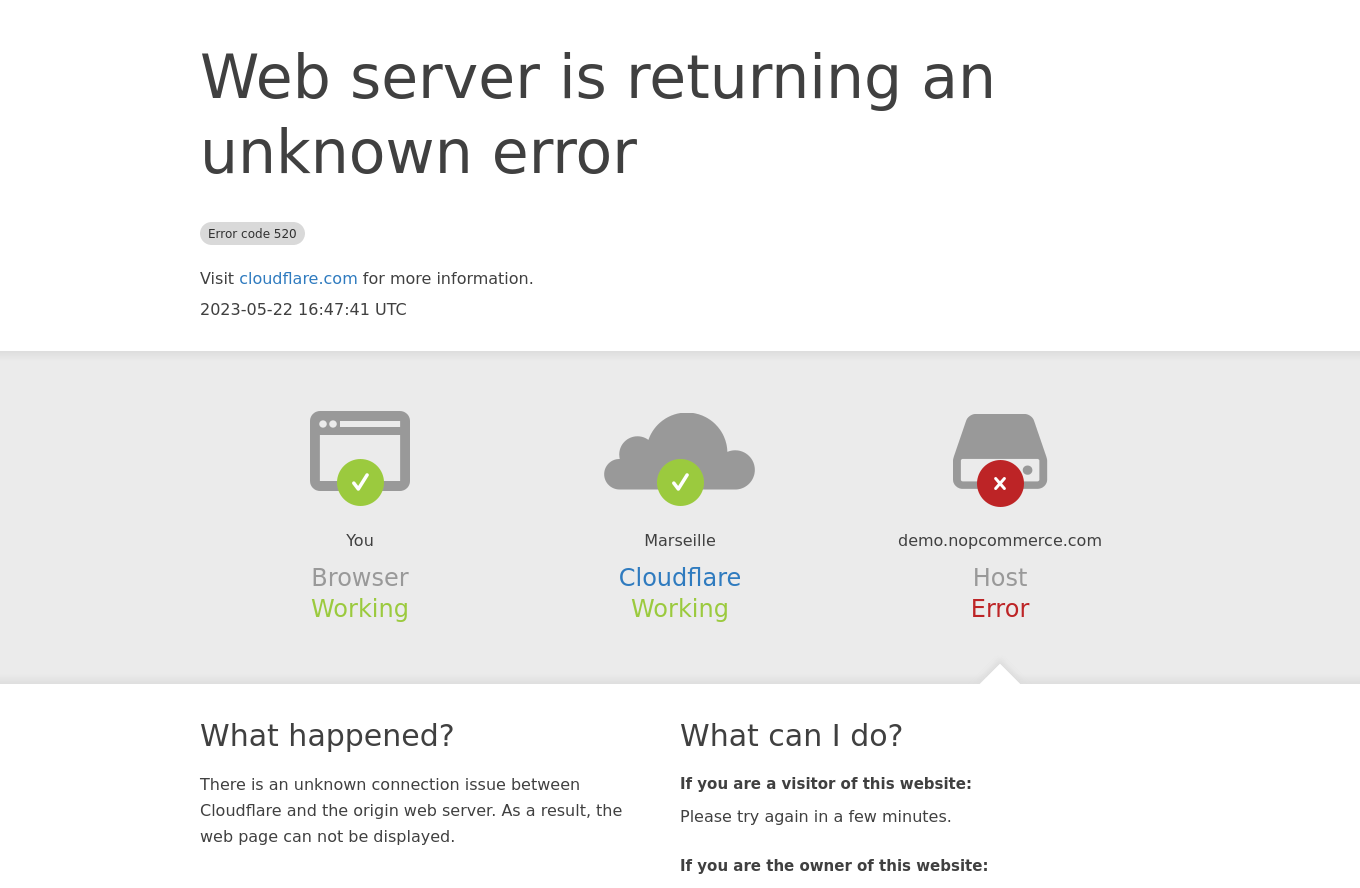 Web server is returning an
unknown error
Error code 520
Visit cloudflare.com for more information.
2023-05-22 16:47:41 UTC
You
Browser
Working
Marseille
Cloudflare
Working
demo.nopcommerce.com
Host
Error
What happened?
There is an unknown connection issue between
Cloudflare and the origin web server. As a result, the
web page can not be displayed.
What can I do?
If you are a visitor of this website:
Please try again in a few minutes.
If you are the owner of this website: